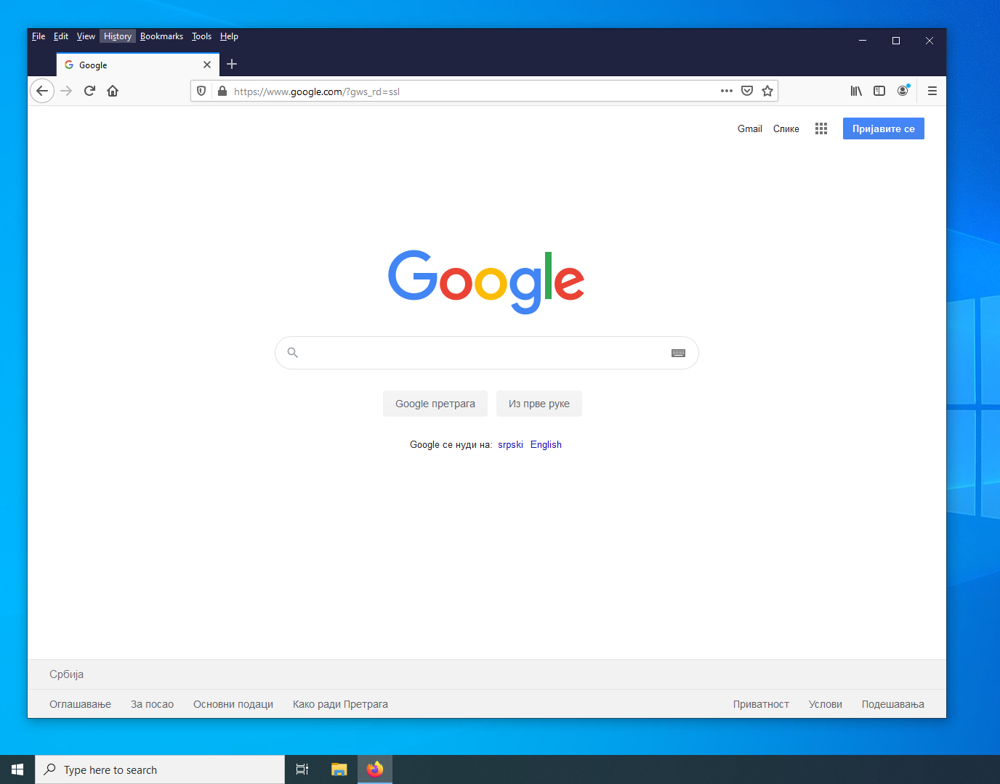 File Edit View History Bookmarks Tools Help
Google
https://www.google.com/?gws_rd=ssl
Gmail Слике Пријавите се
Google
Google претрага Из прве руке
Google се нуди на: srpski English
Србија
Оглашавање За посао Основни подаци Како ради Претрага Приватност Услови Подешавања
Type here to search